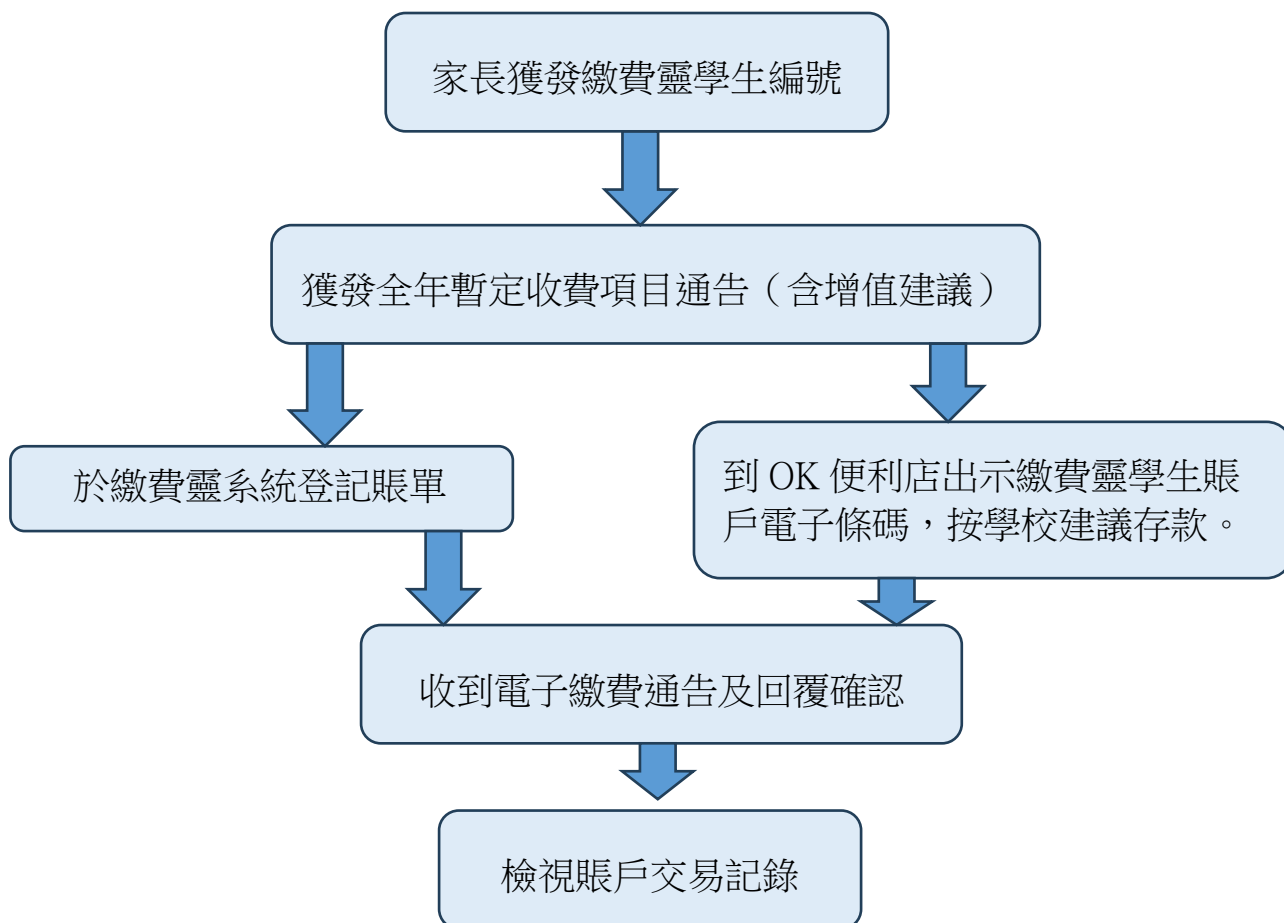 家長獲發繳費靈學生編號
獲發全年暫定收費項目通告（含增值建議）
於繳費靈系統登記賬單
到 OK 便利店出示繳費靈學生賬
戶電子條碼，按學校建議存款。
收到電子繳費通告及回覆確認
檢視賬戶交易記錄